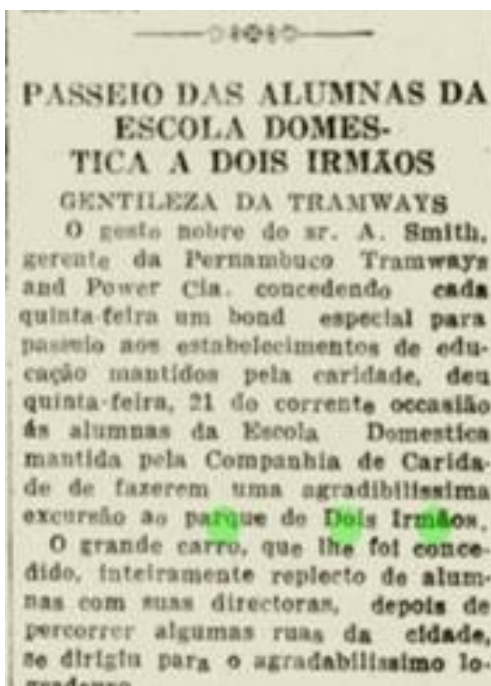 PASSEIO DAS ALUMNAS DA
ESCOLA DOMES-
TICA A DOIS IRMÃOS
GENTILEZA DA TRAMWAYS
O gesto nobre do sr. A. Smith,
gerente da Pernambuco Tramways
and Power Cia. concedendo cada
quinta-feira um bond especial para
passeio aos estabelecimentos de edu-
cação mantidos pela caridade, deu
quinta-feira, 21 do corrente occasião
ás alumnas da Escola Domestica
mantida pela Companhia de Carida-
de de fazerem uma agradibilissima
excursão ao parque de Dois Irmãos.
O grande carro, que lhe foi conce-
dido, inteiramente replecto de alum-
nas com suas directoras, depois de
percorrer algumas ruas da cidade,
se dirigiu para o agradabilissimo lo-